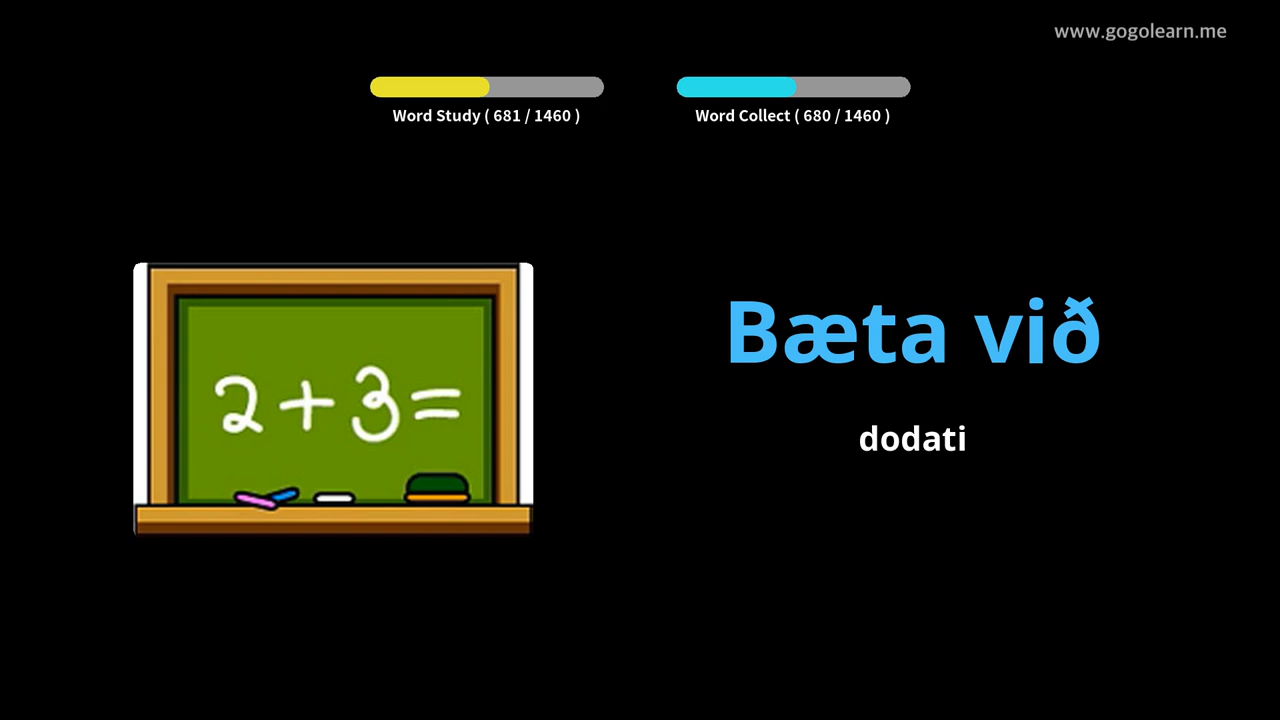 www.gogolearn.me
Word Study ( 681 / 1460 )
Word Collect ( 680 / 1460 )
2 + 3 =
Bæta við
dodati